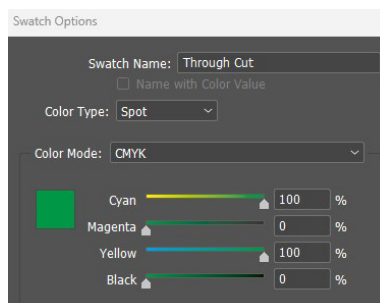 Swatch Options
Swatch Name: Through Cut
Name with Color Value
Color Type: Spot
Color Mode: CMYK
Cyan 100 %
Magenta 0 %
Yellow 100 %
Black 0 %